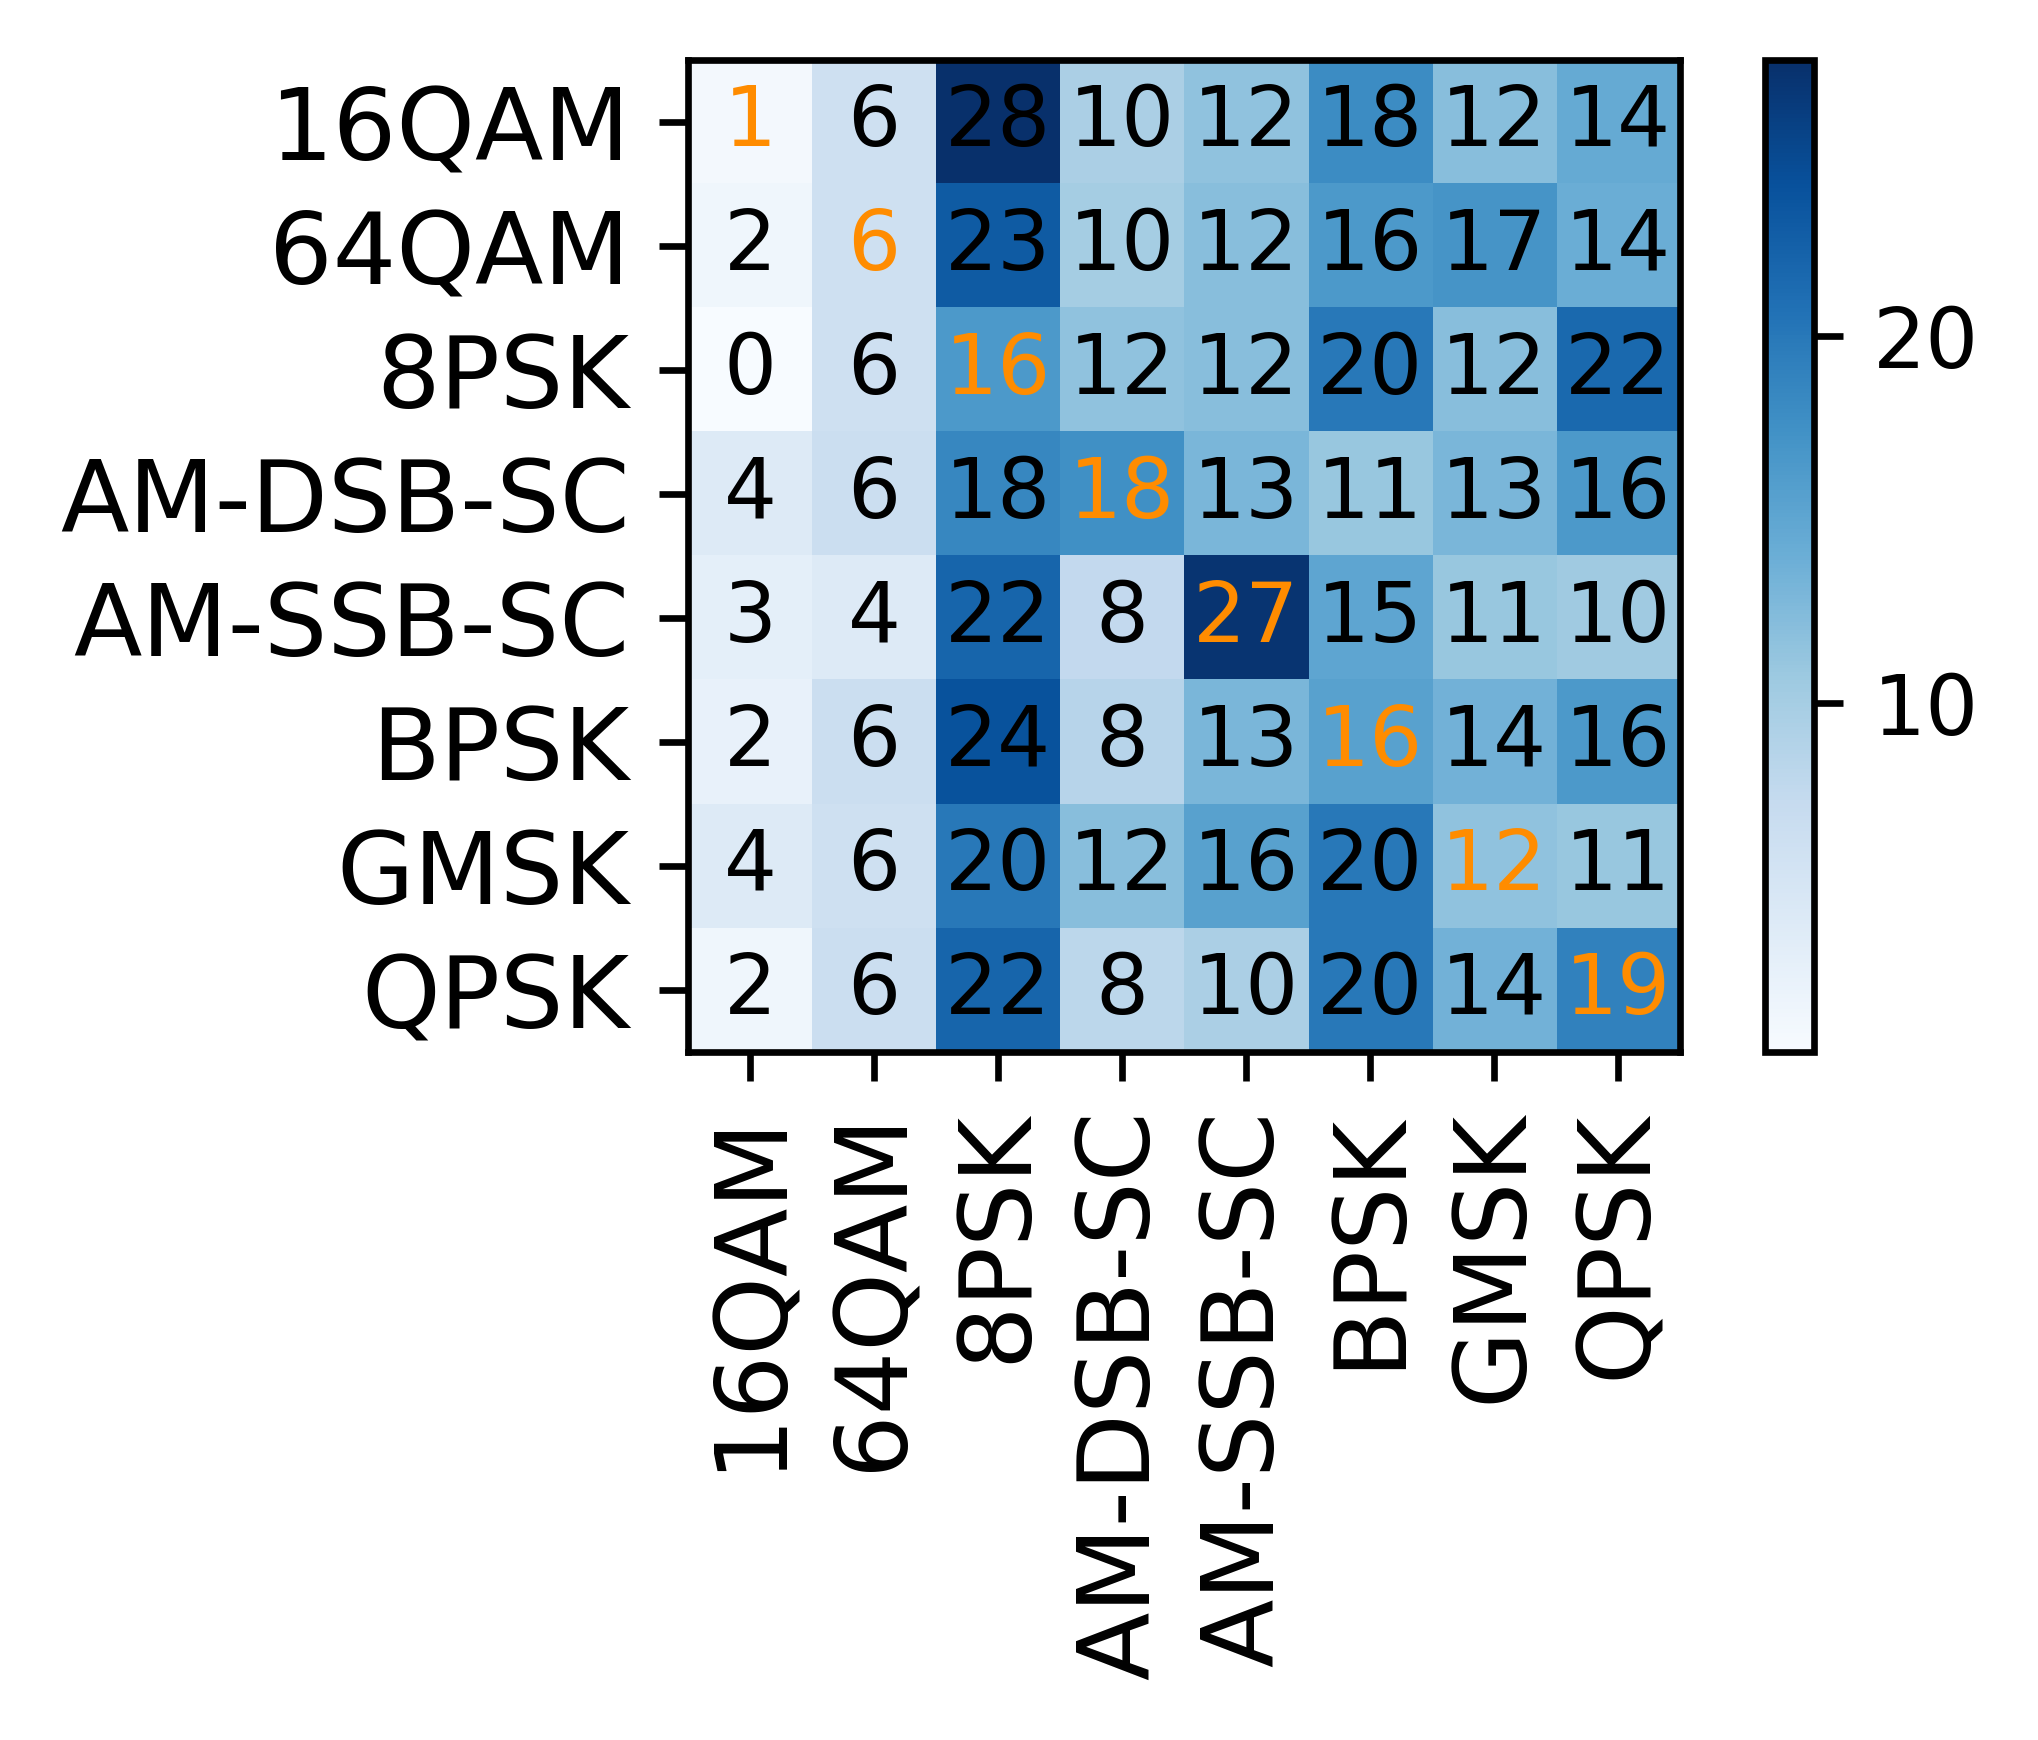 16QAM 1 6 28 10 12 18 12 14
64QAM 2 6 23 10 12 16 17 14
8PSK 0 6 16 12 12 20 12 22
AM-DSB-SC 4 6 18 18 13 11 13 16
AM-SSB-SC 3 4 22 8 27 15 11 10
BPSK 2 6 24 8 13 16 14 16
GMSK 4 6 20 12 16 20 12 11
QPSK 2 6 22 8 10 20 14 19
16QAM
64QAM
8PSK
AM-DSB-SC
AM-SSB-SC
BPSK
GMSK
QPSK
20
10